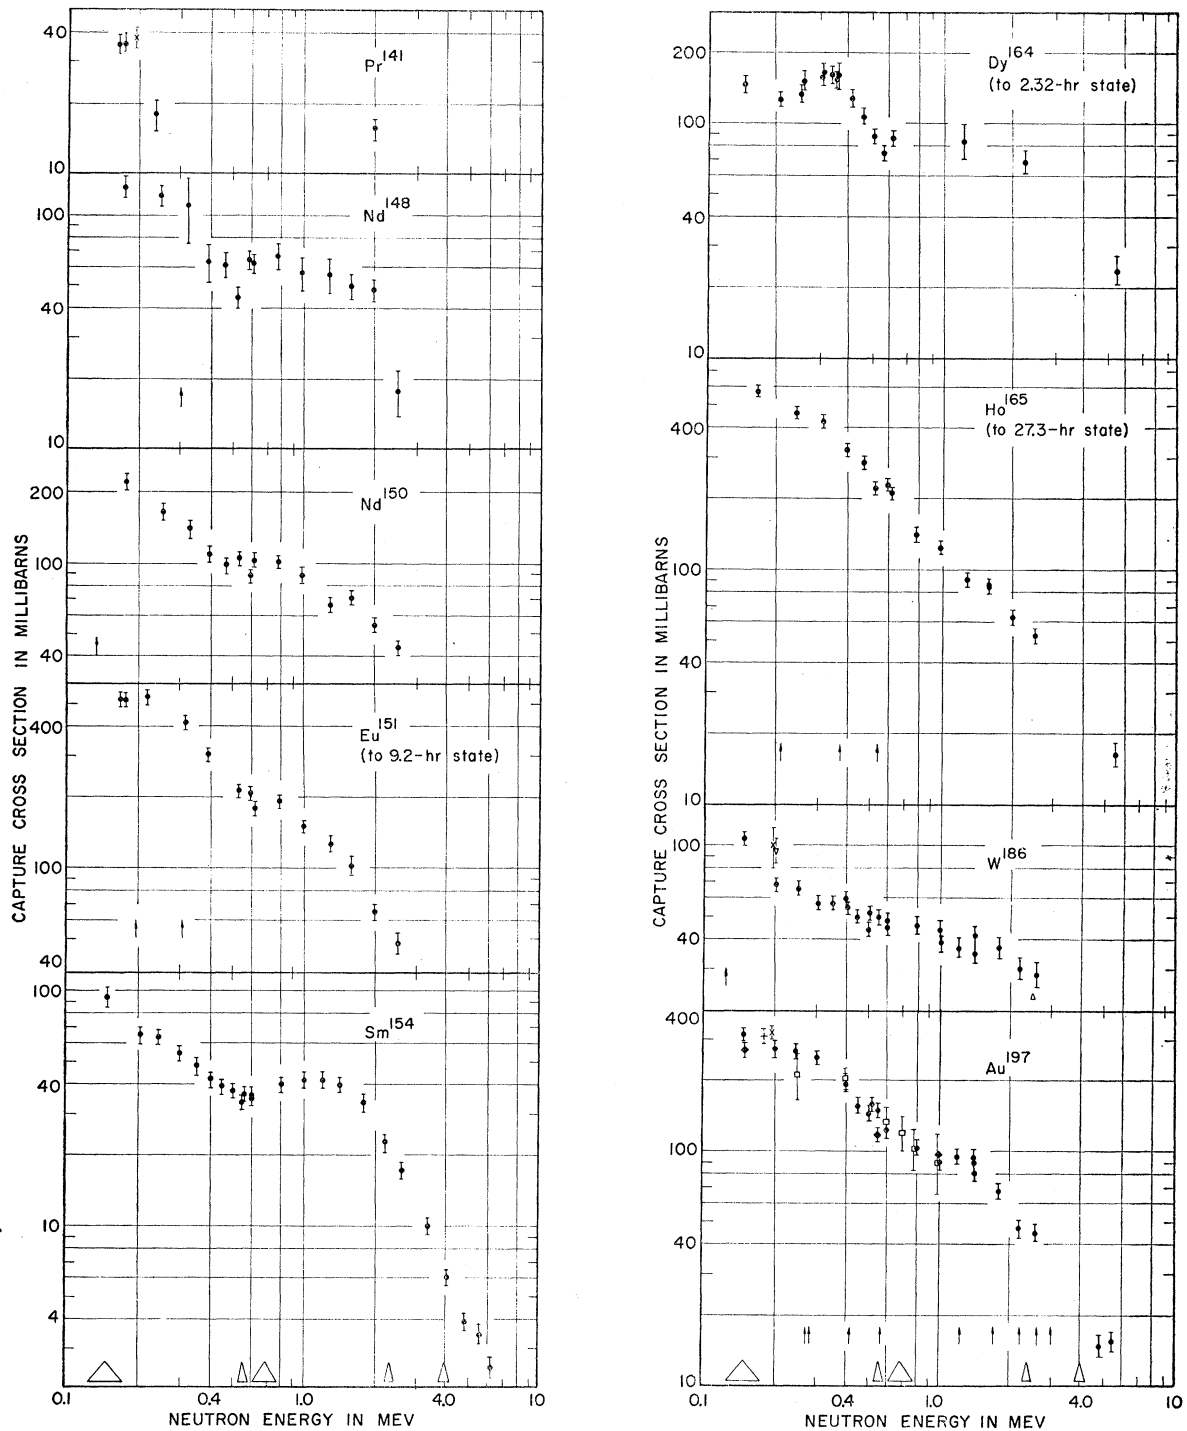 CAPTURE CROSS SECTION IN MILLIBARNS
40
10
Pr141
100
40
10
Nd148
200
100
40
Nd150
400
100
40
Eu151
(to 9.2-hr state)
100
40
10
4
Sm154
0.1
0.4
1.0
4.0
10
NEUTRON ENERGY IN MEV
CAPTURE CROSS SECTION IN MILLIBARNS
200
100
40
10
Dy164
(to 2.32-hr state)
400
100
40
10
Ho165
(to 27.3-hr state)
100
40
W186
400
100
40
10
Au197
0.1
0.4
1.0
4.0
10
NEUTRON ENERGY IN MEV